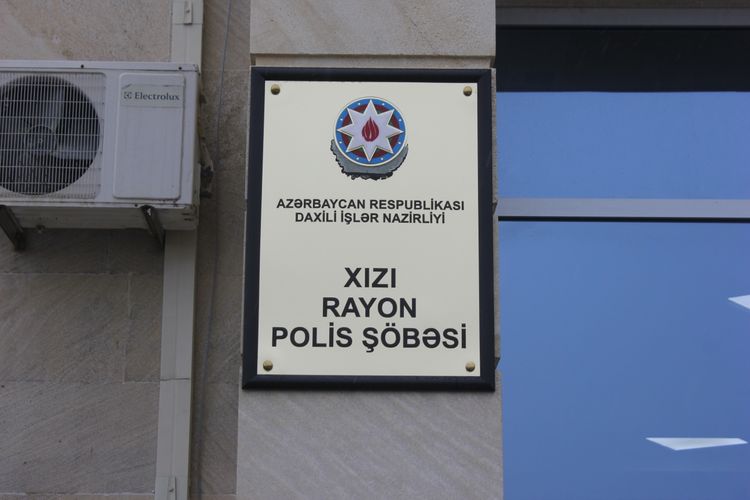 Electrolux
AZƏRBAYCAN RESPUBLİKASI
DAXİLİ İŞLƏR NAZİRLİYİ
XIZI
RAYON
POLİS ŞÖBƏSİ